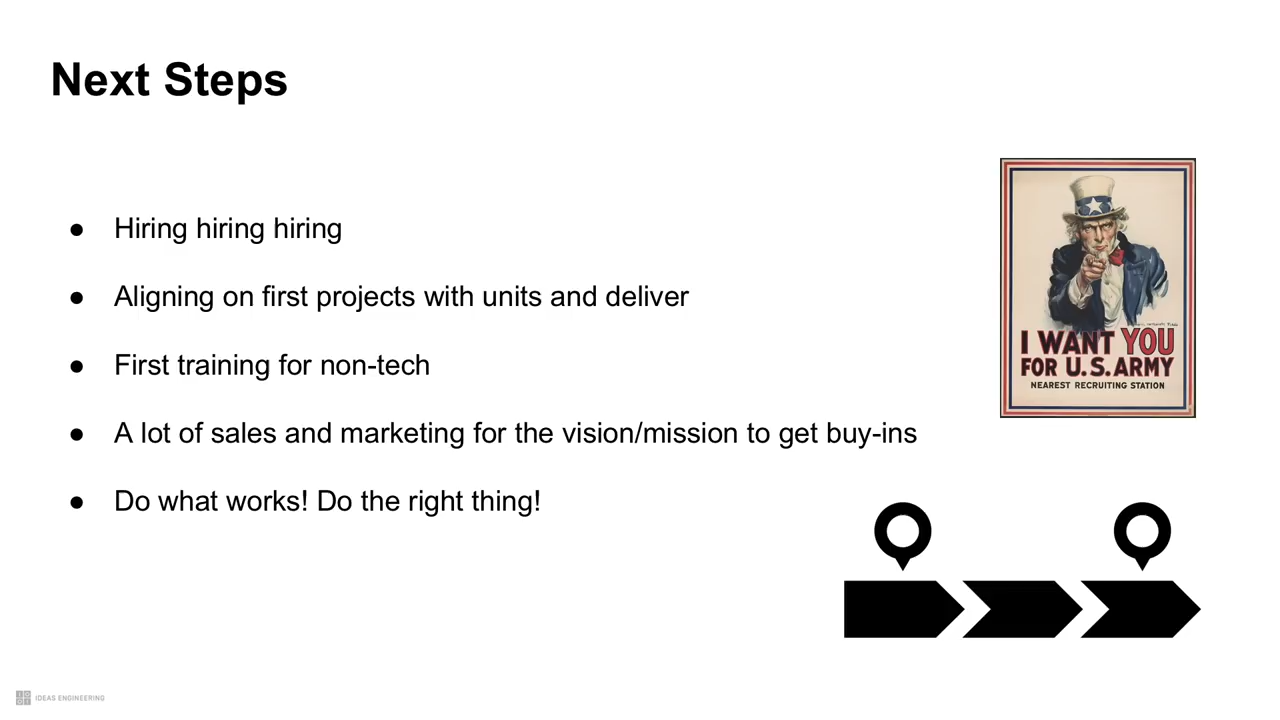 Next Steps
● Hiring hiring hiring
● Aligning on first projects with units and deliver
● First training for non-tech
● A lot of sales and marketing for the vision/mission to get buy-ins
● Do what works! Do the right thing!
I WANT YOU
FOR U.S. ARMY
NEAREST RECRUITING STATION
IDEAS ENGINEERING